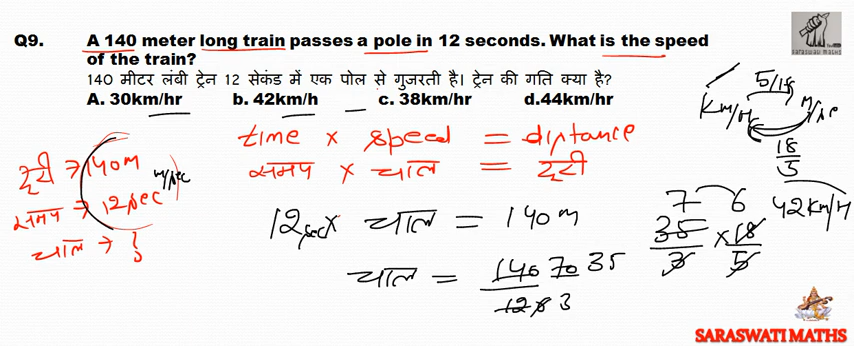 Q9. A 140 meter long train passes a pole in 12 seconds. What is the speed
of the train?
140 मीटर लंबी ट्रेन 12 सेकंड में एक पोल से गुजरती है। ट्रेन की गति क्या है?
A. 30km/hr b. 42km/h c. 38km/hr d.44km/hr
time × speed = distance
समय × चाल = दूरी
दूरी → 140m
समय → 12sec
m/sec
चाल → ?
12sec × चाल = 140m
चाल = 140 70 35
12 6 3
7 6
35 × 18
3 5
5/18
Km/H
18
5
42Km/H
SARASWATI MATHS